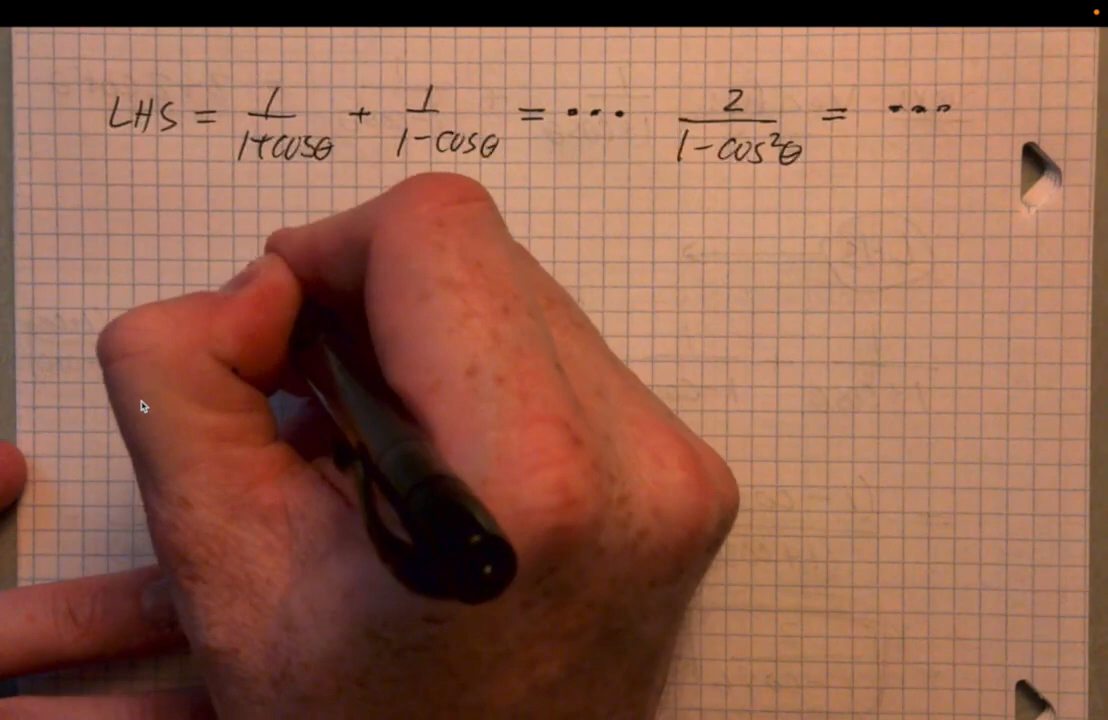 LHS = 1/(1+cosθ) + 1/(1-cosθ) = ... 2/(1-cos²θ) = ...